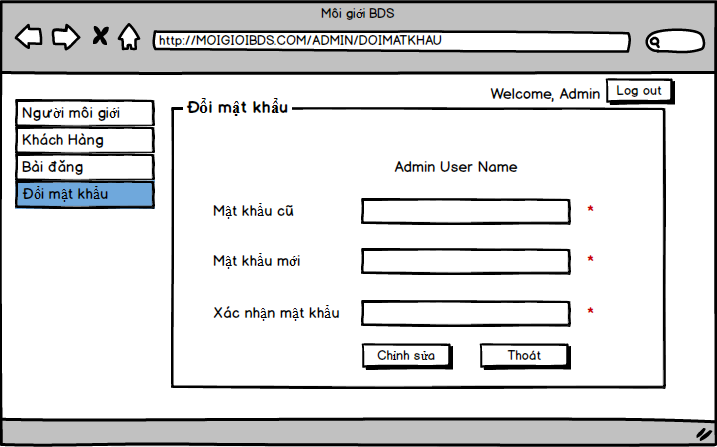 Môi giới BDS
http://MOIGIOIBDS.COM/ADMIN/DOIMATKHAU
Welcome, Admin
Log out
Người môi giới
Khách Hàng
Bài đăng
Đổi mật khẩu
Đổi mật khẩu
Admin User Name
Mật khẩu cũ *
Mật khẩu mới *
Xác nhận mật khẩu *
Chỉnh sửa
Thoát